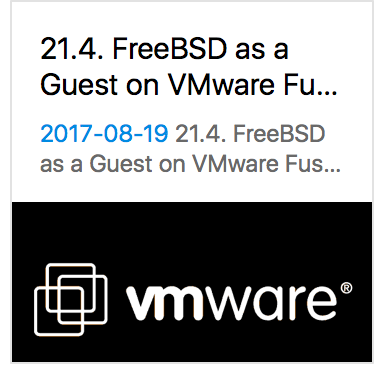 21.4. FreeBSD as a
Guest on VMware Fu...
2017-08-19 21.4. FreeBSD
as a Guest on VMware Fus...
vmware®